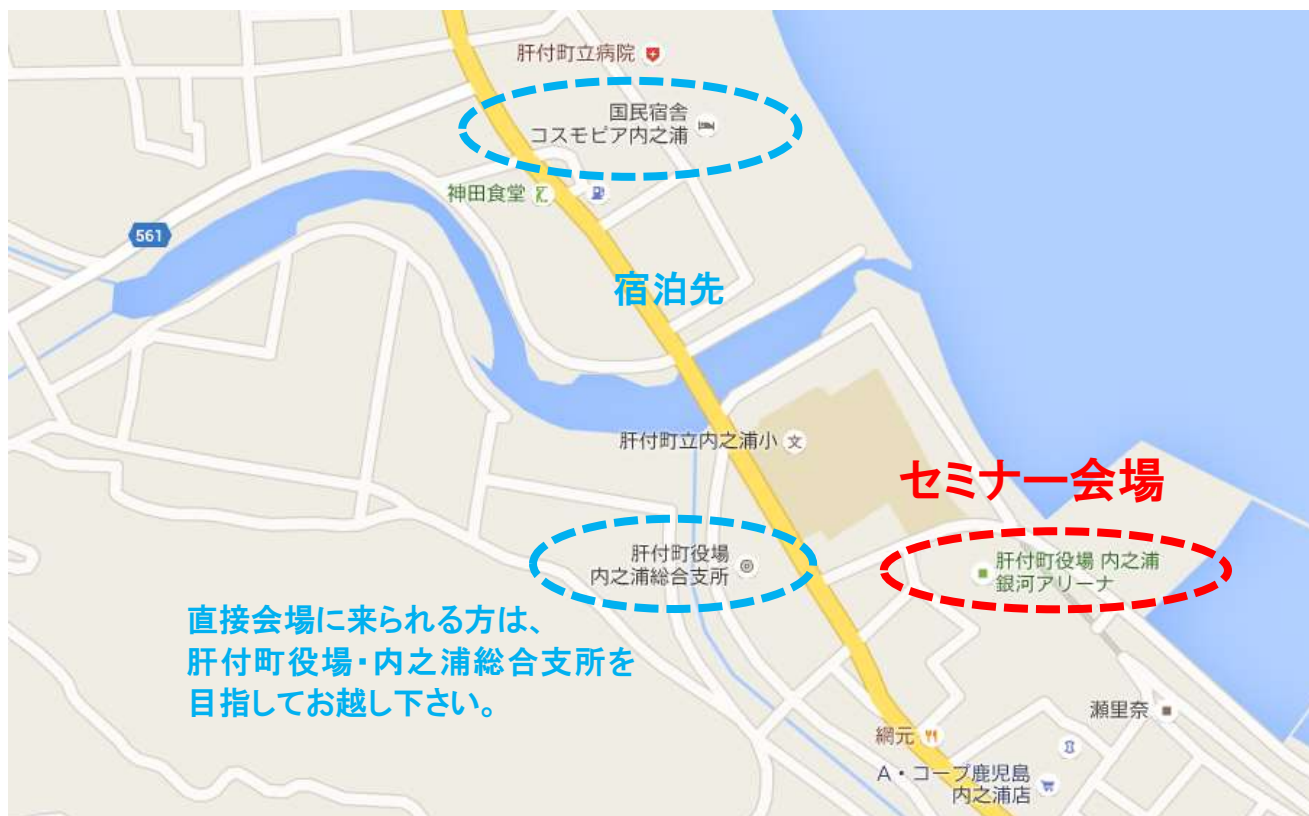 肝付町立病院
国民宿舎
コスモピア内之浦
神田食堂
561
宿泊先
肝付町立内之浦小
文
セミナー会場
肝付町役場
内之浦総合支所
肝付町役場 内之浦
銀河アリーナ
直接会場に来られる方は、
肝付町役場・内之浦総合支所を
目指してお越し下さい。
瀬里奈
網元
A・コープ鹿児島
内之浦店